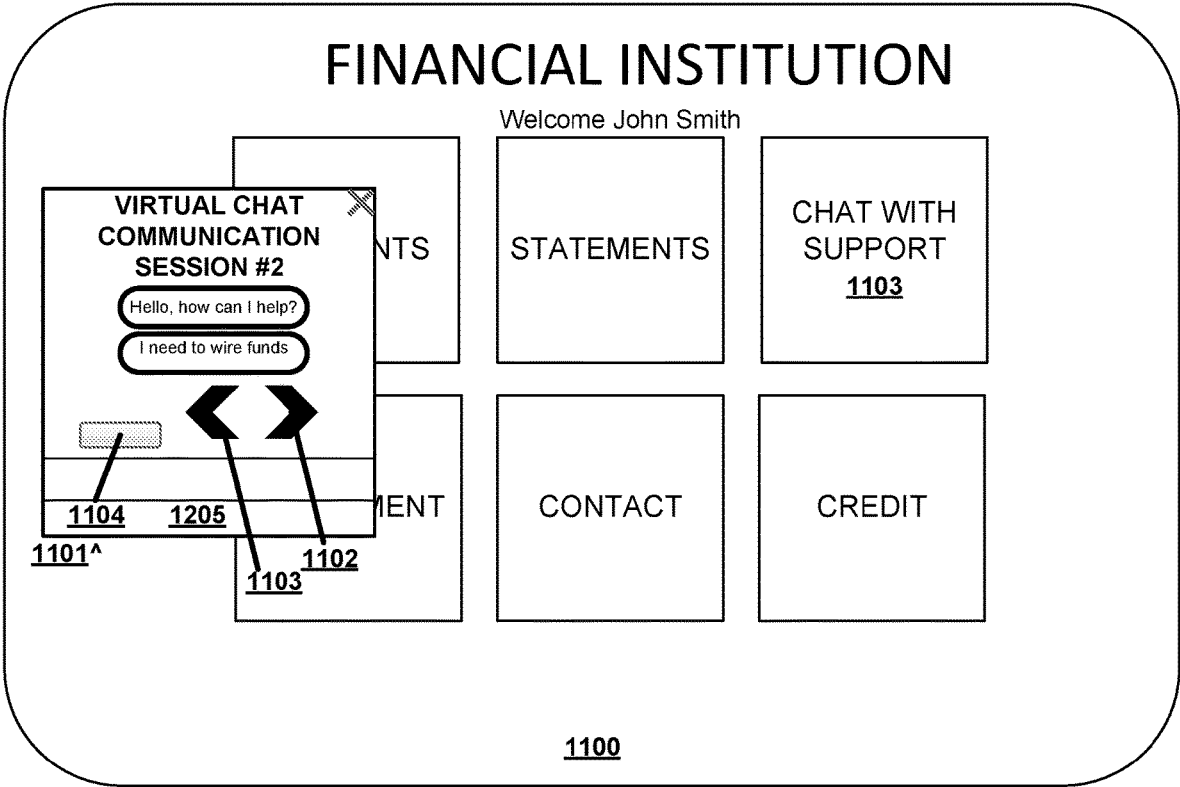 FINANCIAL INSTITUTION
Welcome John Smith
VIRTUAL CHAT
COMMUNICATION
SESSION #2
Hello, how can I help?
I need to wire funds
NTS
STATEMENTS
CHAT WITH
SUPPORT
1103
1104
1205
MENT
CONTACT
CREDIT
1101^
1103
1102
1100